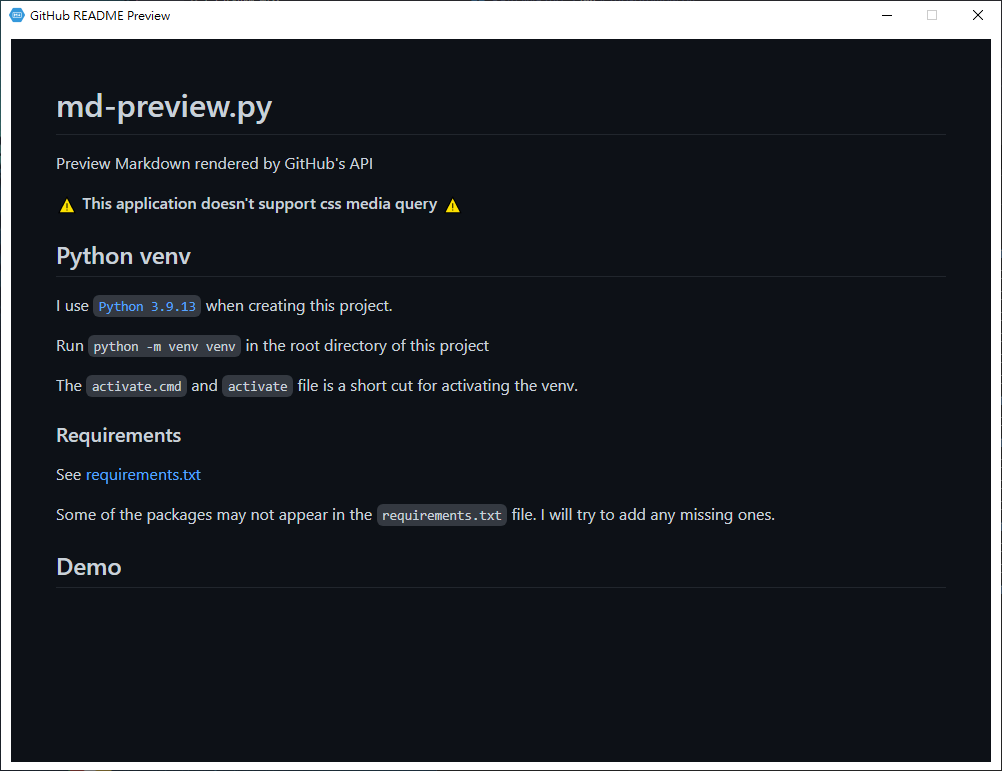 GitHub README Preview
md-preview.py
Preview Markdown rendered by GitHub's API
⚠ This application doesn't support css media query ⚠
Python venv
I use Python 3.9.13 when creating this project.
Run python -m venv venv in the root directory of this project
The activate.cmd and activate file is a short cut for activating the venv.
Requirements
See requirements.txt
Some of the packages may not appear in the requirements.txt file. I will try to add any missing ones.
Demo